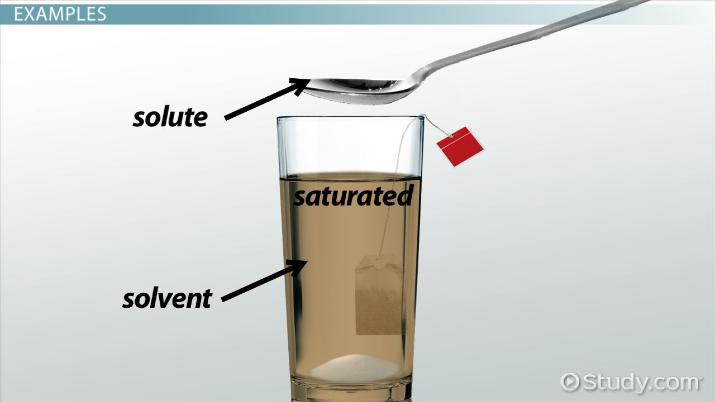 EXAMPLES
solute
saturated
solvent
Study.com